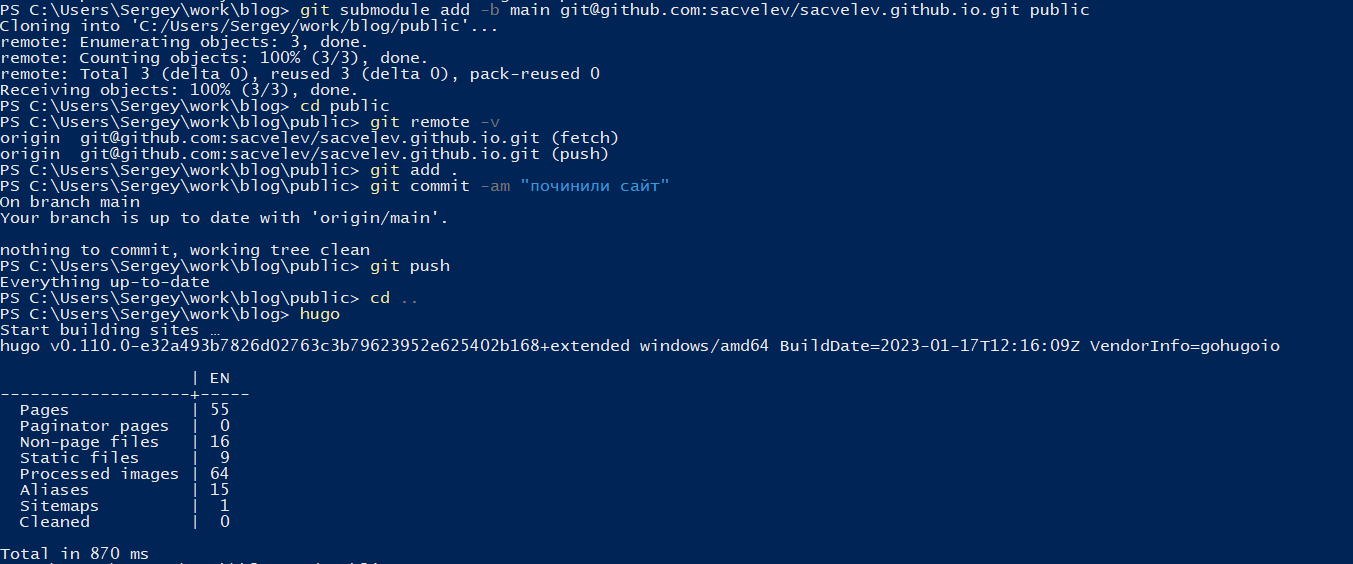 PS C:\Users\Sergey\work\blog> git submodule add -b main git@github.com:sacvelev/sacvelev.github.io.git public
Cloning into 'C:/Users/Sergey/work/blog/public'...
remote: Enumerating objects: 3, done.
remote: Counting objects: 100% (3/3), done.
remote: Total 3 (delta 0), reused 3 (delta 0), pack-reused 0
Receiving objects: 100% (3/3), done.
PS C:\Users\Sergey\work\blog> cd public
PS C:\Users\Sergey\work\blog\public> git remote -v
origin  git@github.com:sacvelev/sacvelev.github.io.git (fetch)
origin  git@github.com:sacvelev/sacvelev.github.io.git (push)
PS C:\Users\Sergey\work\blog\public> git add .
PS C:\Users\Sergey\work\blog\public> git commit -am "починили сайт"
On branch main
Your branch is up to date with 'origin/main'.
nothing to commit, working tree clean
PS C:\Users\Sergey\work\blog\public> git push
Everything up-to-date
PS C:\Users\Sergey\work\blog\public> cd ..
PS C:\Users\Sergey\work\blog> hugo
Start building sites …
hugo v0.110.0-e32a493b7826d02763c3b79623952e625402b168+extended windows/amd64 BuildDate=2023-01-17T12:16:09Z VendorInfo=gohugoio
                   | EN
-------------------+-----
  Pages            | 55
  Paginator pages  |  0
  Non-page files   | 16
  Static files     |  9
  Processed images | 64
  Aliases          | 15
  Sitemaps         |  1
  Cleaned          |  0
Total in 870 ms